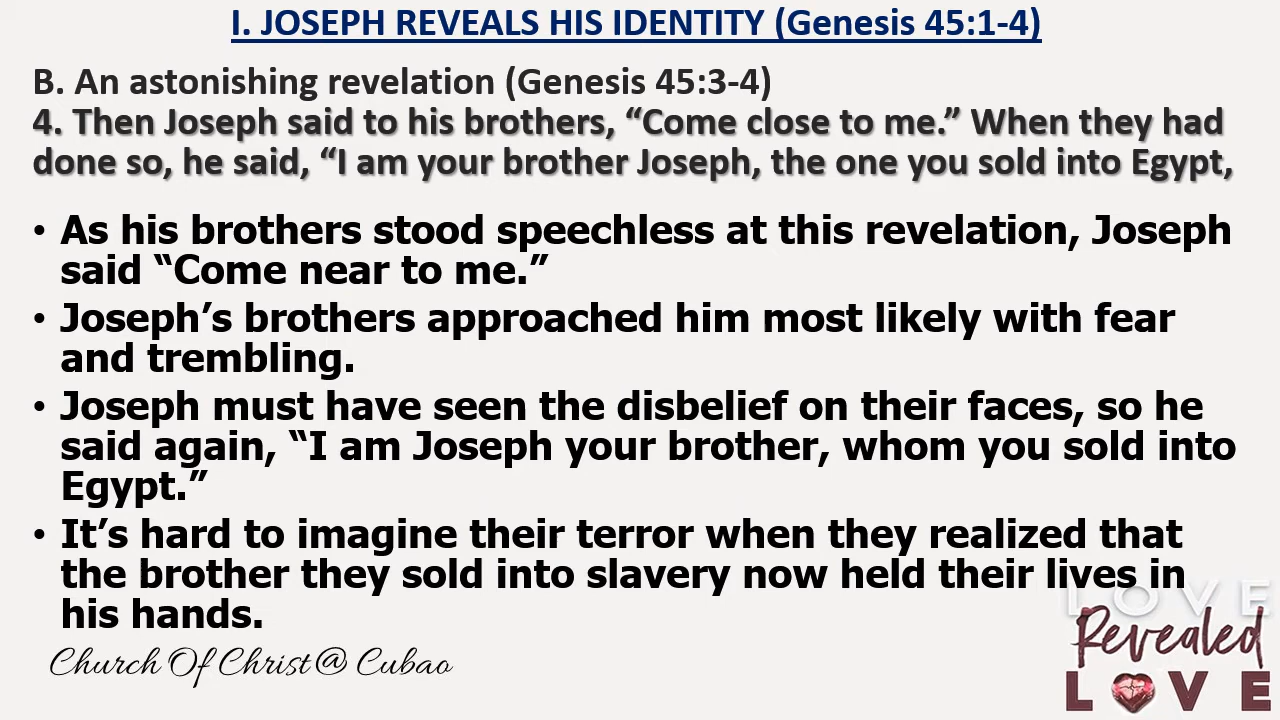 I. JOSEPH REVEALS HIS IDENTITY (Genesis 45:1-4)
B. An astonishing revelation (Genesis 45:3-4)
4. Then Joseph said to his brothers, “Come close to me.” When they had
done so, he said, “I am your brother Joseph, the one you sold into Egypt,
• As his brothers stood speechless at this revelation, Joseph
said “Come near to me.”
• Joseph’s brothers approached him most likely with fear
and trembling.
• Joseph must have seen the disbelief on their faces, so he
said again, “I am Joseph your brother, whom you sold into
Egypt.”
• It’s hard to imagine their terror when they realized that
the brother they sold into slavery now held their lives in
his hands.
Church Of Christ@ Cubao
LOVE
Revealed
LOVE